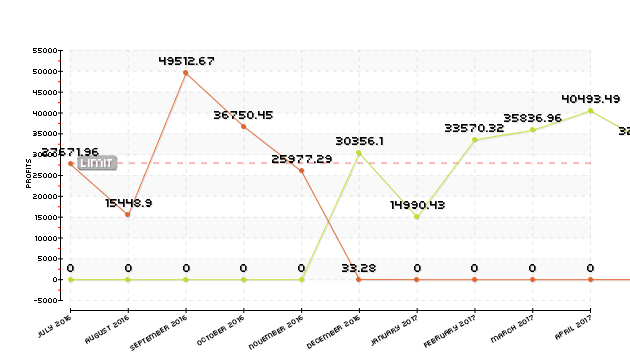 55000
50000
49512.67
45000
40493.49
40000
36750.45
35836.96
35000
33570.32
30356.1
30000
LIMIT
25977.29
25000
20000
15448.9
14990.43
15000
10000
5000
0 0 0 0 0 33.28 0 0 0 0
0
-5000
PROFITS
JULY 2016
AUGUST 2016
SEPTEMBER 2016
OCTOBER 2016
NOVEMBER 2016
DECEMBER 2016
JANUARY 2017
FEBRUARY 2017
MARCH 2017
APRIL 2017